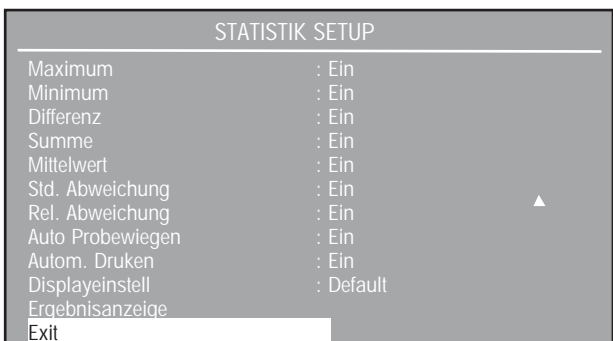 STATISTIK SETUP
Maximum : Ein
Minimum : Ein
Differenz : Ein
Summe : Ein
Mittelwert : Ein
Std. Abweichung : Ein
Rel. Abweichung : Ein
Auto Probewiegen : Ein
Autom. Druken : Ein
Displayeinstell : Default
Ergebnisanzeige
Exit